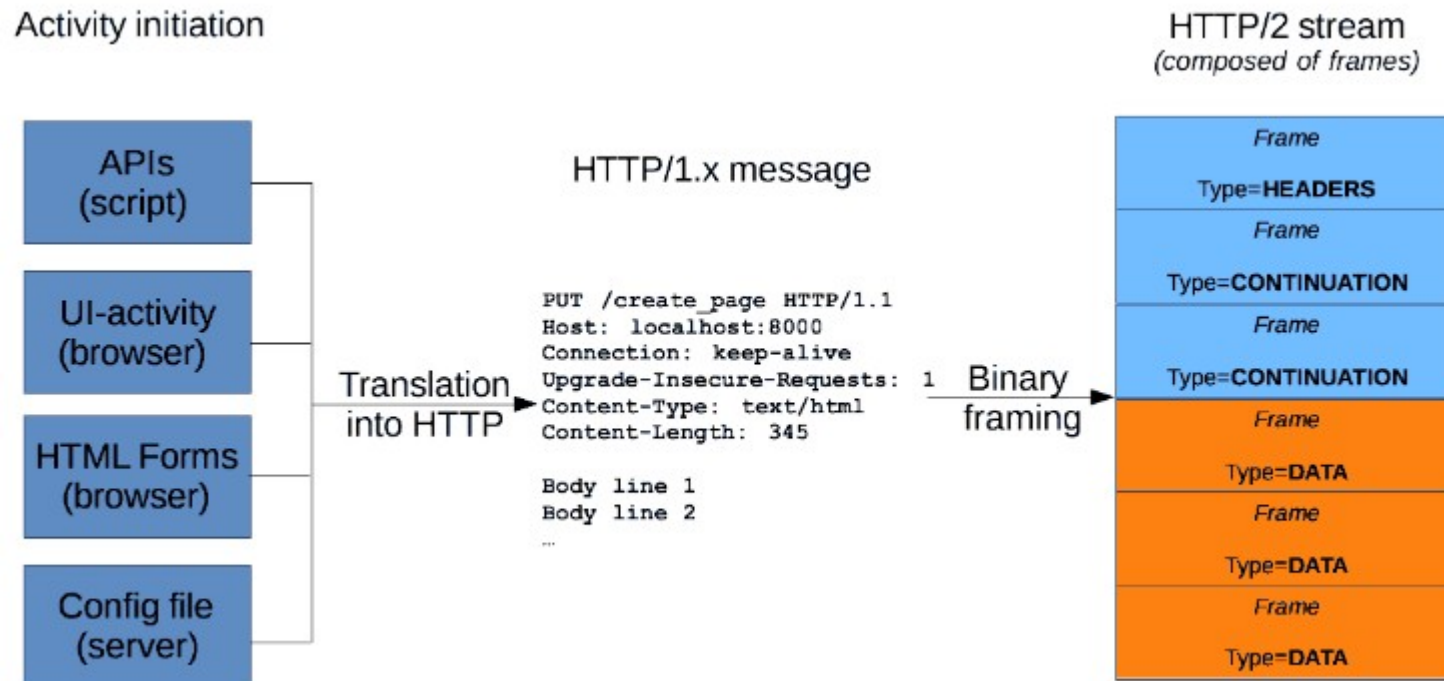 Activity initiation
APIs
(script)
UI-activity
(browser)
HTML Forms
(browser)
Config file
(server)
Translation
into HTTP
HTTP/1.x message
PUT /create_page HTTP/1.1
Host: localhost:8000
Connection: keep-alive
Upgrade-Insecure-Requests: 1
Content-Type: text/html
Content-Length: 345
Body line 1
Body line 2
...
Binary
framing
HTTP/2 stream
(composed of frames)
Frame
Type=HEADERS
Frame
Type=CONTINUATION
Frame
Type=CONTINUATION
Frame
Type=DATA
Frame
Type=DATA
Frame
Type=DATA